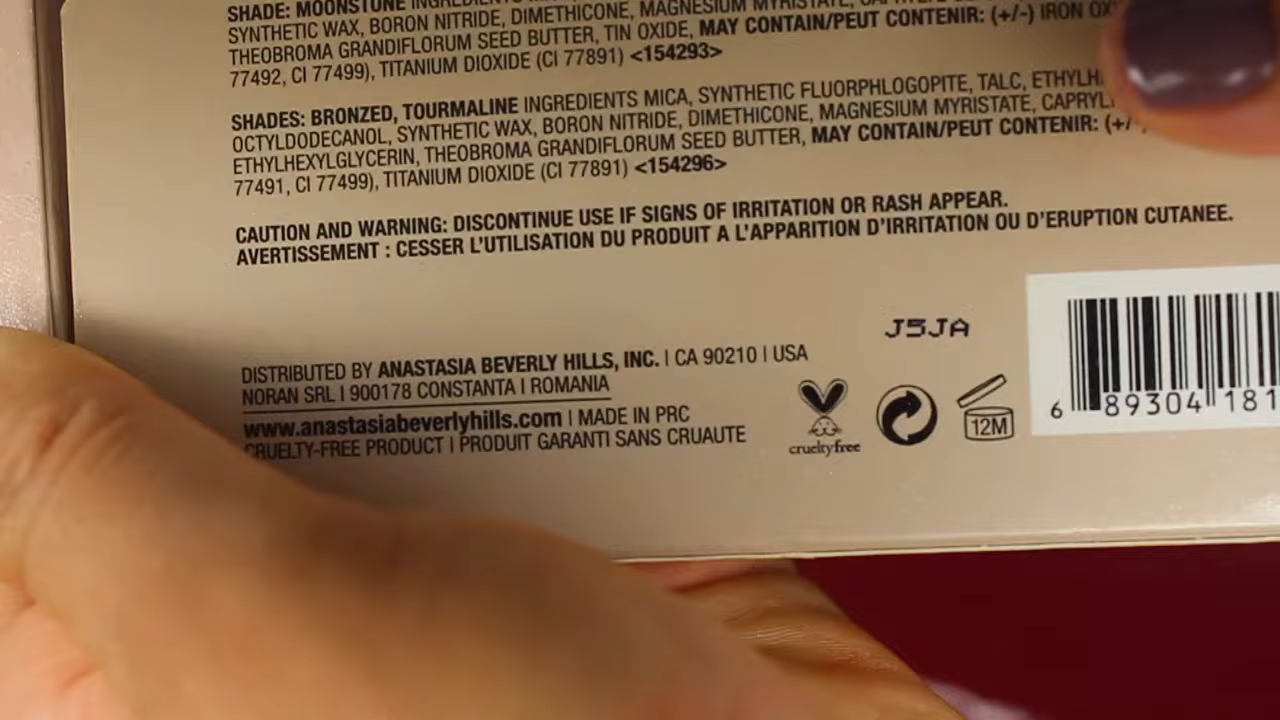 SHADE: MOONSTONE INGREDIENTS
SYNTHETIC WAX, BORON NITRIDE, DIMETHICONE, MAGNESIUM MYRISTATE,
THEOBROMA GRANDIFLORUM SEED BUTTER, TIN OXIDE, MAY CONTAIN/PEUT CONTENIR: (+/-) IRON
77492, CI 77499), TITANIUM DIOXIDE (CI 77891) <154293>
SHADES: BRONZED, TOURMALINE INGREDIENTS MICA, SYNTHETIC FLUORPHLOGOPITE, TALC,
OCTYLDODECANOL, SYNTHETIC WAX, BORON NITRIDE, DIMETHICONE, MAGNESIUM MYRISTATE,
ETHYLHEXYLGLYCERIN, THEOBROMA GRANDIFLORUM SEED BUTTER, MAY CONTAIN/PEUT CONTENIR:
77491, CI 77499), TITANIUM DIOXIDE (CI 77891) <154296>
CAUTION AND WARNING: DISCONTINUE USE IF SIGNS OF IRRITATION OR RASH APPEAR.
AVERTISSEMENT : CESSER L'UTILISATION DU PRODUIT A L'APPARITION D'IRRITATION OU D'ERUPTION CUTANEE.
J5JA
DISTRIBUTED BY ANASTASIA BEVERLY HILLS, INC. | CA 90210 | USA
NORAN SRL | 900178 CONSTANTA | ROMANIA
www.anastasiabeverlyhills.com | MADE IN PRC
CRUELTY-FREE PRODUCT | PRODUIT GARANTI SANS CRUAUTE
crueltyfree
12M
6 89304 181